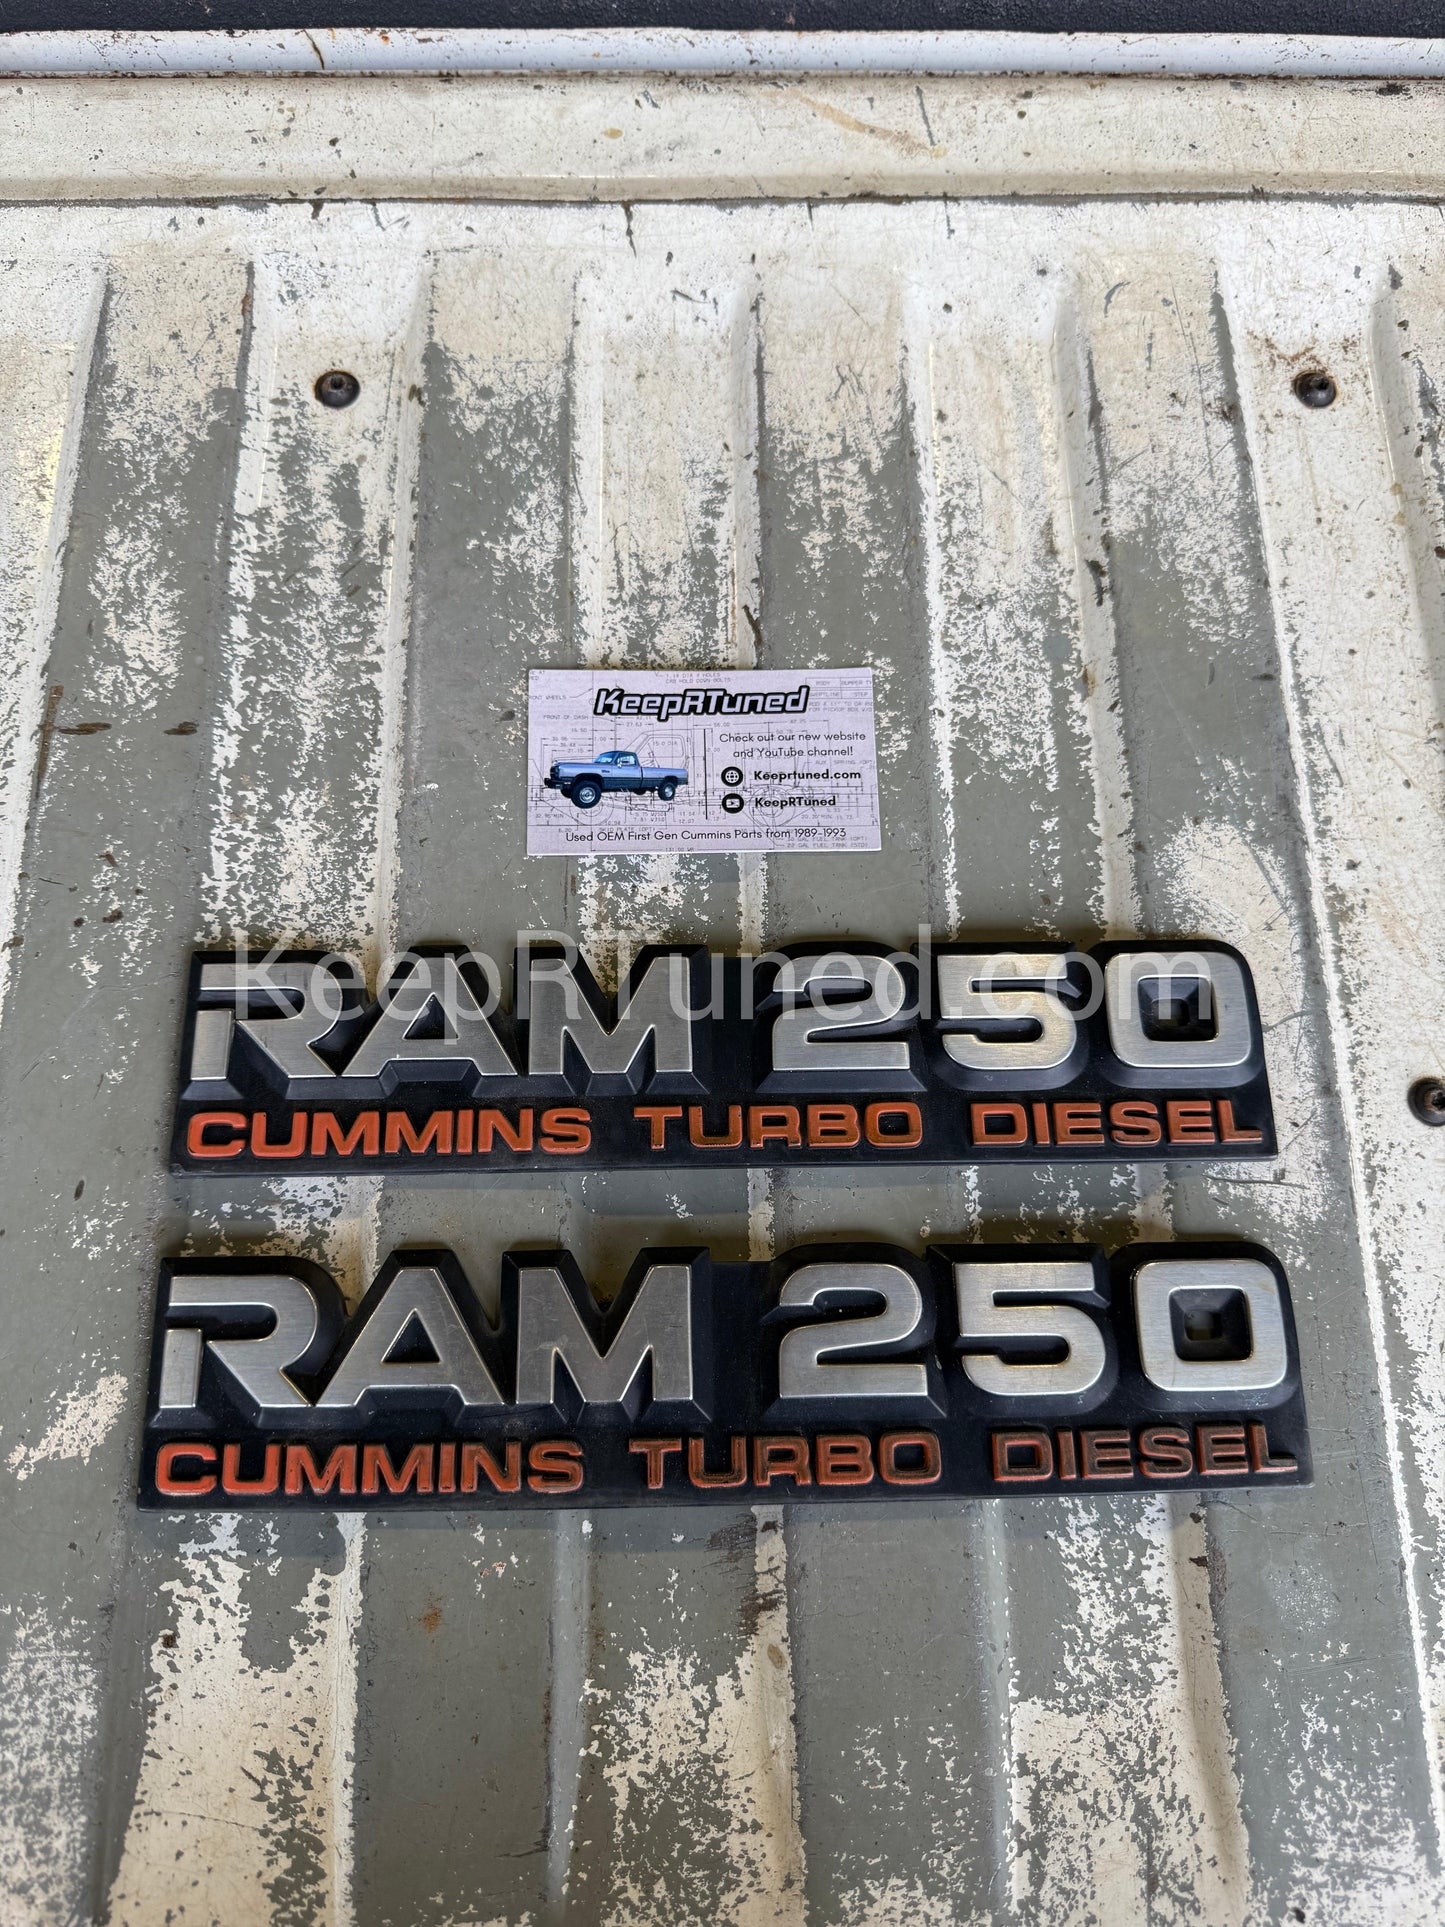 KeepRTuned
Check out our new website
and YouTube channel!
Keeprtuned.com
KeepRTuned
Used OEM First Gen Cummins Parts from 1989-1993
KeepRTuned.com
RAM 250
CUMMINS TURBO DIESEL
RAM 250
CUMMINS TURBO DIESEL